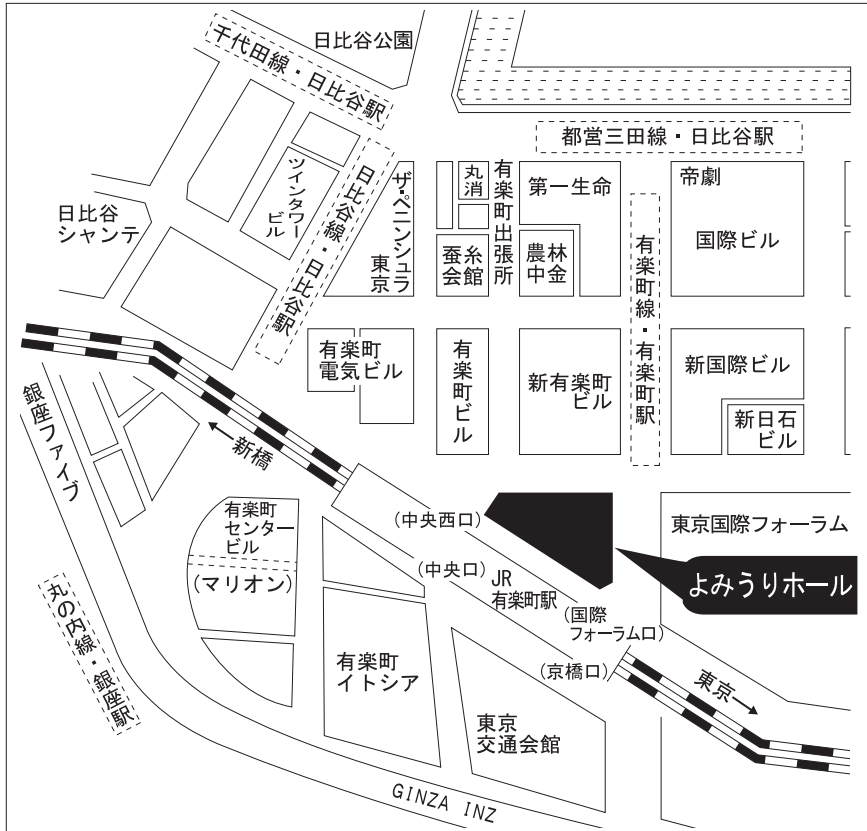 日比谷公園
千代田線・日比谷駅
都営三田線・日比谷駅
ツインタワー
ビル
日比谷線・日比谷駅
ザ・ペニンシュラ
東京
丸消
有楽町出張所
第一生命
帝劇
国際ビル
日比谷
シャンテ
蚕糸
会館
農林
中金
有楽町線・有楽町駅
有楽町
電気ビル
有楽町ビル
新有楽町
ビル
新国際ビル
新日石
ビル
銀座ファイブ
←新橋
有楽町
センター
ビル
(マリオン)
(中央西口)
(中央口)
JR
有楽町駅
(国際
フォーラム口)
(京橋口)
東京国際フォーラム
よみうりホール
丸の内線・銀座駅
有楽町
イトシア
東京
交通会館
東京→
GINZA INZ